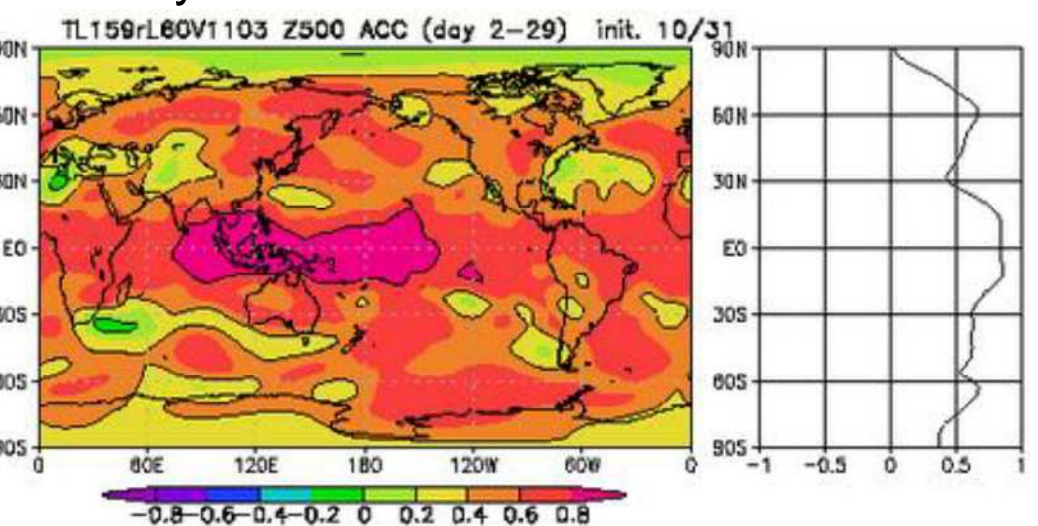 TL159rL60V1103 Z500 ACC (day 2-29) init. 10/31
90N
60N
30N
EQ
30S
60S
90S
0 60E 120E 180 120W 60W 0
-0.8 -0.6 -0.4 -0.2 0 0.2 0.4 0.6 0.8
90N
60N
30N
EQ
30S
60S
90S
-1 -0.5 0 0.5 1